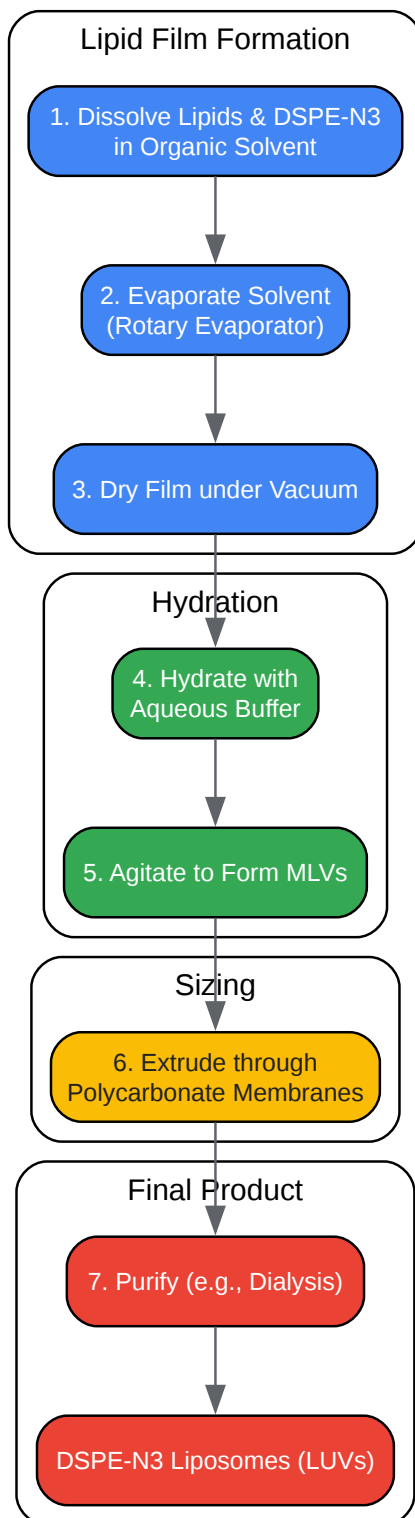 Lipid Film Formation
1. Dissolve Lipids & DSPE-N3
in Organic Solvent
2. Evaporate Solvent
(Rotary Evaporator)
3. Dry Film under Vacuum
Hydration
4. Hydrate with
Aqueous Buffer
5. Agitate to Form MLVs
Sizing
6. Extrude through
Polycarbonate Membranes
Final Product
7. Purify (e.g., Dialysis)
DSPE-N3 Liposomes (LUVs)